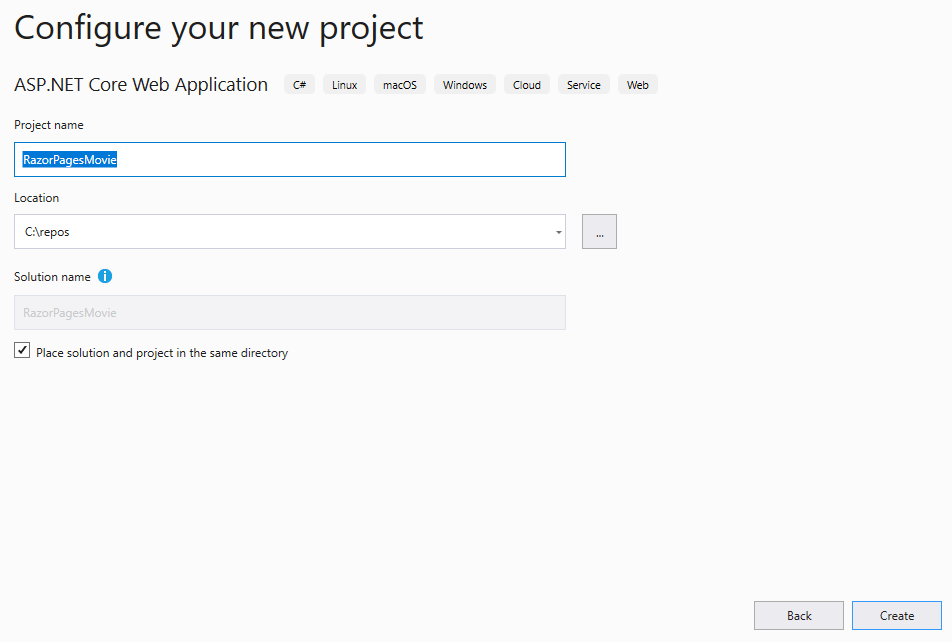 Configure your new project
ASP.NET Core Web Application C# Linux macOS Windows Cloud Service Web
Project name
RazorPagesMovie
Location
C:\repos
...
Solution name
RazorPagesMovie
Place solution and project in the same directory
Back Create